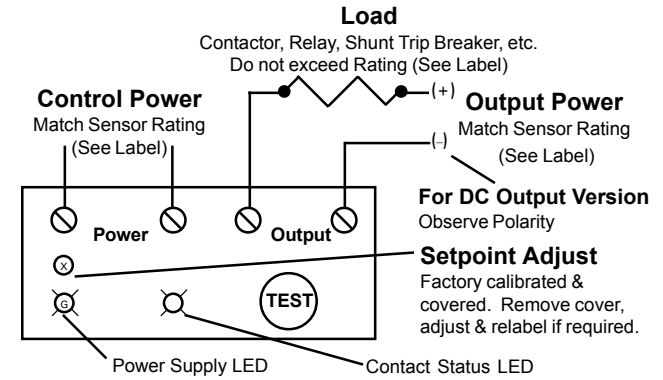 Load
Contactor, Relay, Shunt Trip Breaker, etc.
Do not exceed Rating (See Label)
(+)
Control Power
Match Sensor Rating
(See Label)
Output Power
Match Sensor Rating
(See Label)
(–)
For DC Output Version
Observe Polarity
Power
Output
X
G
TEST
Setpoint Adjust
Factory calibrated &
covered. Remove cover,
adjust & relabel if required.
Power Supply LED
Contact Status LED